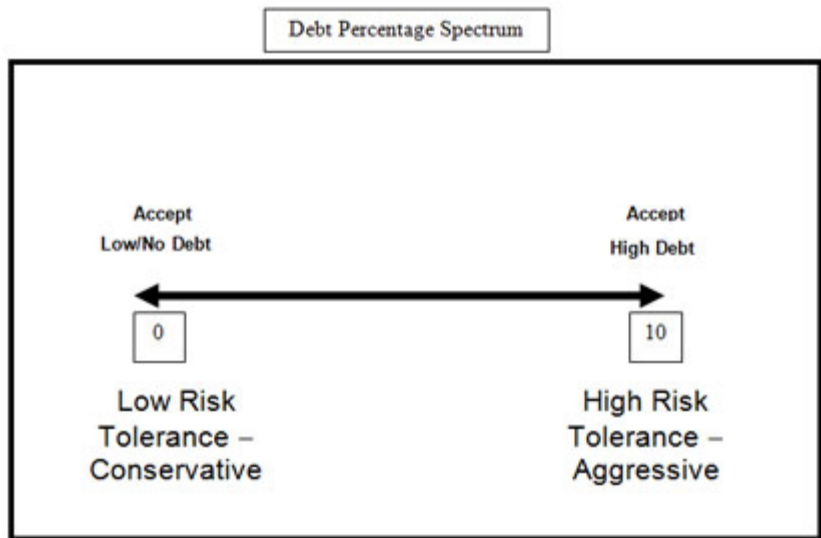 Debt Percentage Spectrum
Accept
Low/No Debt
Accept
High Debt
0
10
Low Risk
Tolerance –
Conservative
High Risk
Tolerance –
Aggressive